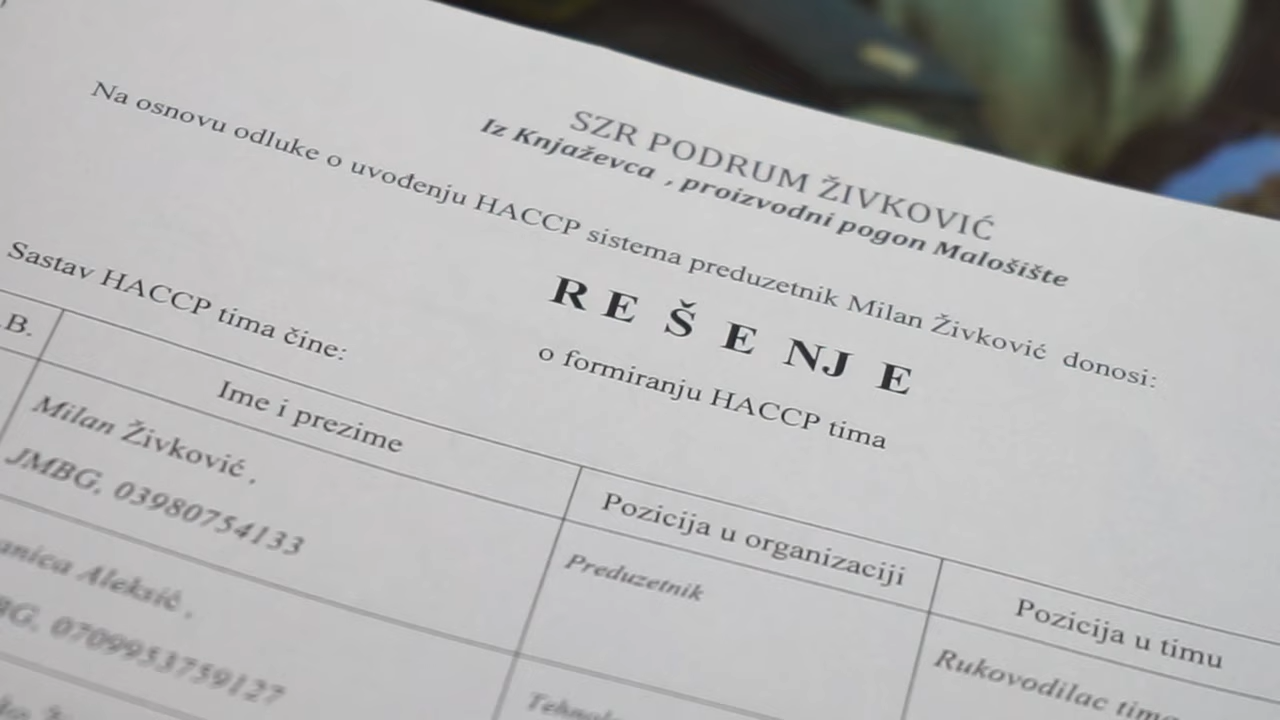 SZR PODRUM ŽIVKOVIĆ
Iz Knjaževca , proizvodni pogon Malošište
Na osnovu odluke o uvođenju HACCP sistema preduzetnik Milan Živković donosi:
R E Š E NJ E
o formiranju HACCP tima
Sastav HACCP tima čine:
.B.
Ime i prezime
Pozicija u organizaciji
Pozicija u timu
Milan Živković ,
JMBG, 03980754133
Preduzetnik
Rukovodilac
Aleksić ,
0709953759127